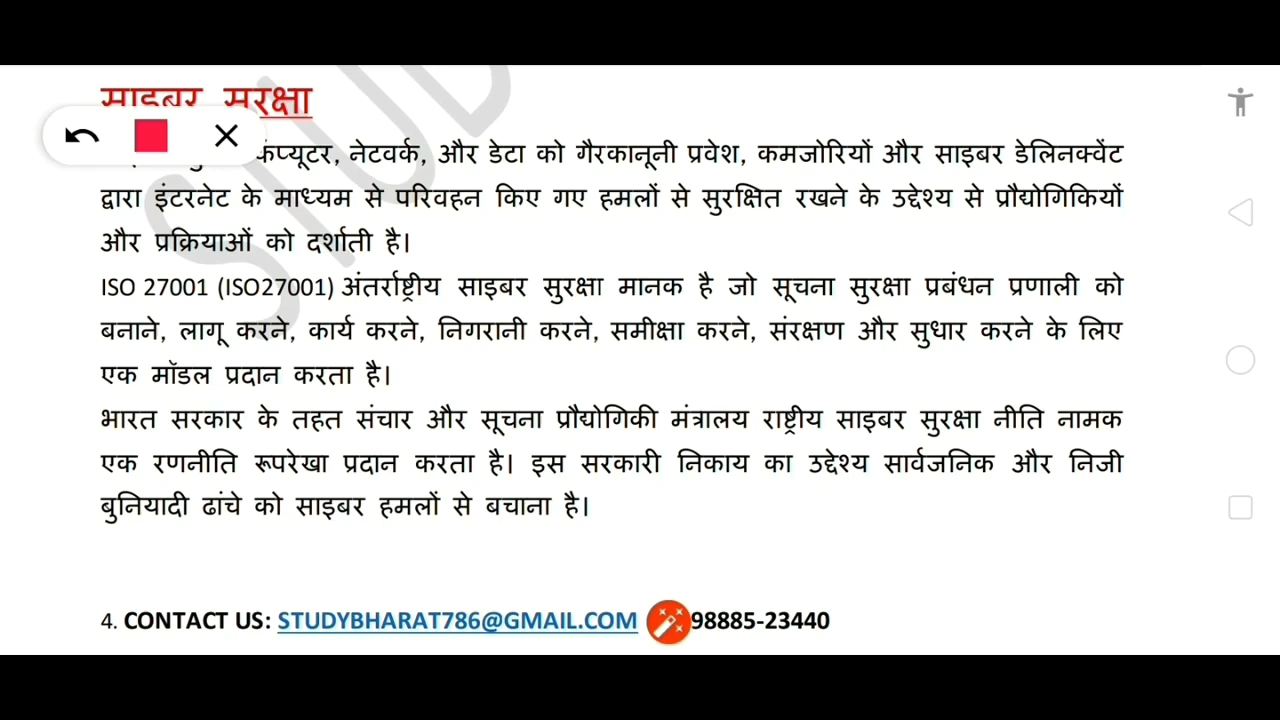 साइबर सुरक्षा
कंप्यूटर, नेटवर्क, और डेटा को गैरकानूनी प्रवेश, कमजोरियों और साइबर डेलिनक्वेंट
द्वारा इंटरनेट के माध्यम से परिवहन किए गए हमलों से सुरक्षित रखने के उद्देश्य से प्रौद्योगिकियों
और प्रक्रियाओं को दर्शाती है।
ISO 27001 (ISO27001) अंतर्राष्ट्रीय साइबर सुरक्षा मानक है जो सूचना सुरक्षा प्रबंधन प्रणाली को
बनाने, लागू करने, कार्य करने, निगरानी करने, समीक्षा करने, संरक्षण और सुधार करने के लिए
एक मॉडल प्रदान करता है।
भारत सरकार के तहत संचार और सूचना प्रौद्योगिकी मंत्रालय राष्ट्रीय साइबर सुरक्षा नीति नामक
एक रणनीति रूपरेखा प्रदान करता है। इस सरकारी निकाय का उद्देश्य सार्वजनिक और निजी
बुनियादी ढांचे को साइबर हमलों से बचाना है।
4. CONTACT US: STUDYBHARAT786@GMAIL.COM 98885-23440